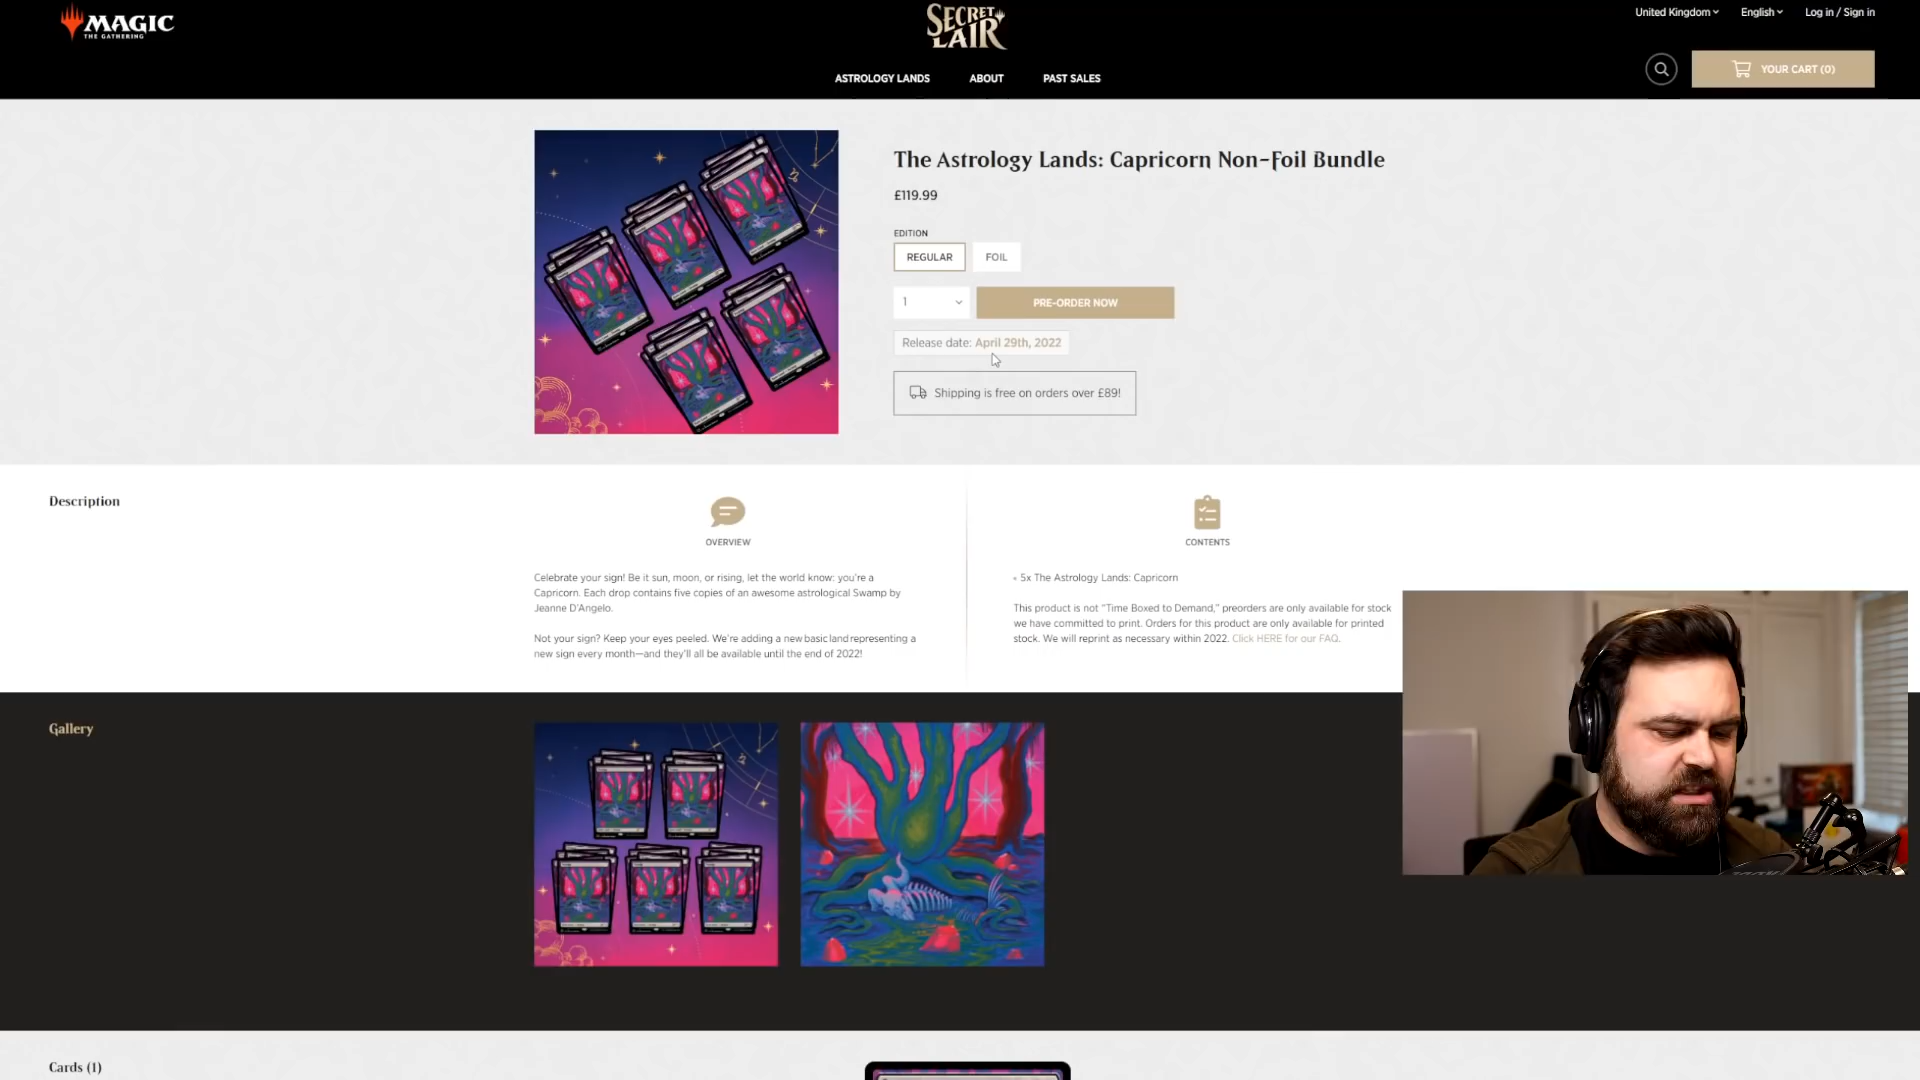 MAGIC
THE GATHERING
SECRET
LAIR
United Kingdom
English
Log in / Sign in
ASTROLOGY LANDS
ABOUT
PAST SALES
YOUR CART (0)
The Astrology Lands: Capricorn Non-Foil Bundle
£119.99
EDITION
REGULAR
FOIL
1
PRE-ORDER NOW
Release date: April 29th, 2022
Shipping is free on orders over £89!
Description
OVERVIEW
Celebrate your sign! Be it sun, moon, or rising, let the world know: you're a
Capricorn. Each drop contains five copies of an awesome astrological Swamp by
Jeanne D'Angelo.
Not your sign? Keep your eyes peeled. We're adding a new basic land representing a
new sign every month—and they'll all be available until the end of 2022!
CONTENTS
• 5x The Astrology Lands: Capricorn
This product is not "Time Boxed to Demand," preorders are only available for stock
we have committed to print. Orders for this product are only available for printed
stock. We will reprint as necessary within 2022. Click HERE for our FAQ.
Gallery
Cards (1)